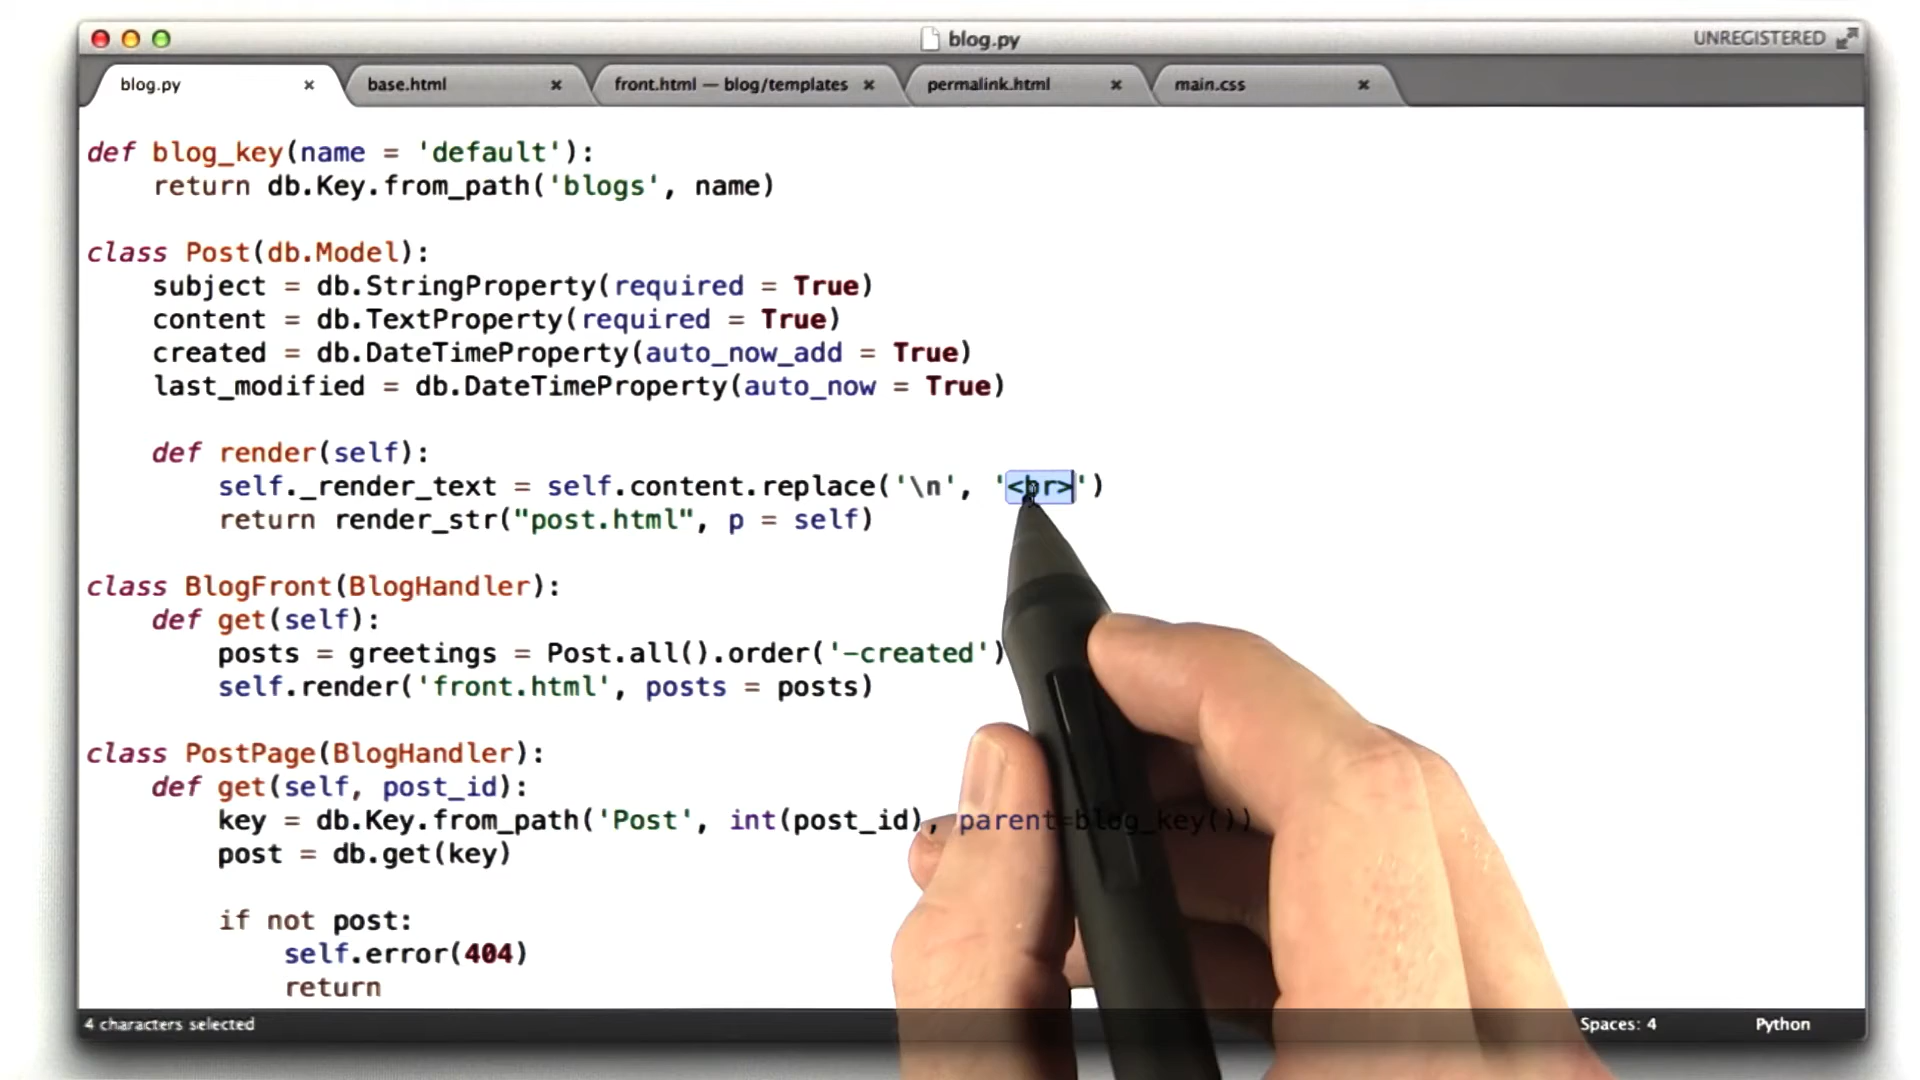 blog.py
UNREGISTERED
blog.py × base.html × front.html — blog/templates × permalink.html × main.css ×
def blog_key(name = 'default'):
    return db.Key.from_path('blogs', name)
class Post(db.Model):
    subject = db.StringProperty(required = True)
    content = db.TextProperty(required = True)
    created = db.DateTimeProperty(auto_now_add = True)
    last_modified = db.DateTimeProperty(auto_now = True)
    def render(self):
        self._render_text = self.content.replace('\n', '<br>')
        return render_str("post.html", p = self)
class BlogFront(BlogHandler):
    def get(self):
        posts = greetings = Post.all().order('-created')
        self.render('front.html', posts = posts)
class PostPage(BlogHandler):
    def get(self, post_id):
        key = db.Key.from_path('Post', int(post_id), parent=blog_key())
        post = db.get(key)
        if not post:
            self.error(404)
            return
4 characters selected
Spaces: 4
Python